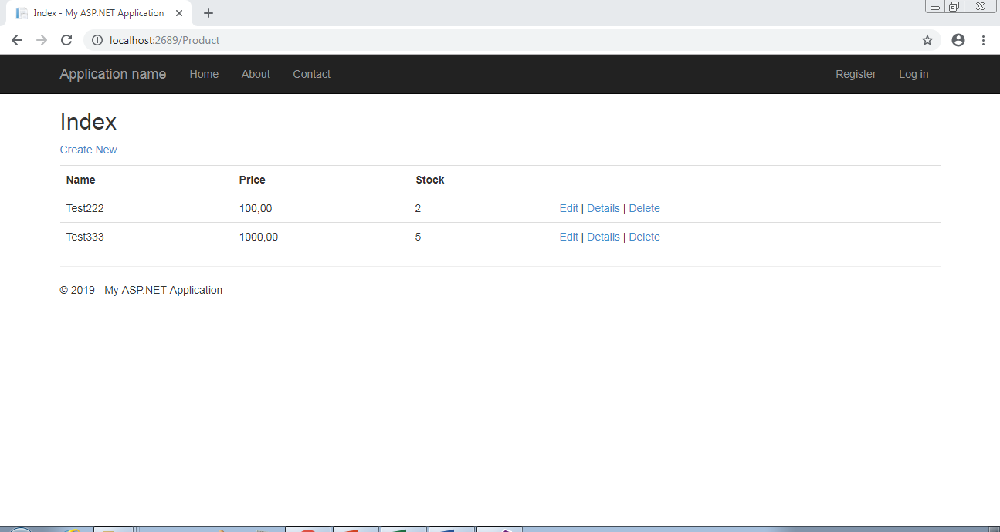 Index - My ASP.NET Application
localhost:2689/Product
Application name Home About Contact Register Log in
Index
Create New
Name Price Stock
Test222 100,00 2 Edit | Details | Delete
Test333 1000,00 5 Edit | Details | Delete
© 2019 - My ASP.NET Application